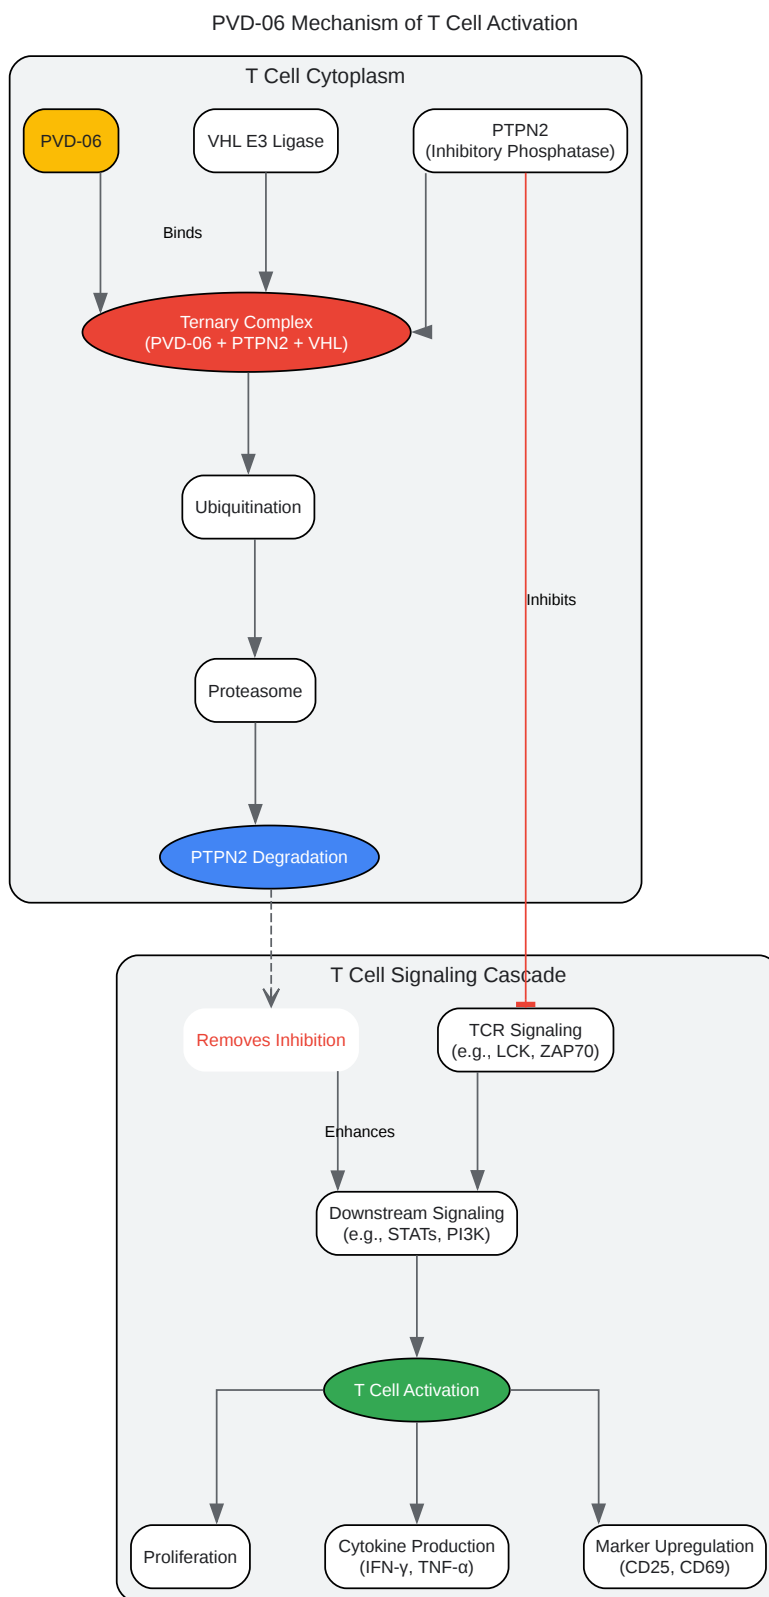 PVD-06 Mechanism of T Cell Activation
T Cell Cytoplasm
PVD-06
VHL E3 Ligase
PTPN2
(Inhibitory Phosphatase)
Binds
Ternary Complex
(PVD-06 + PTPN2 + VHL)
Ubiquitination
Inhibits
Proteasome
PTPN2 Degradation
T Cell Signaling Cascade
Removes Inhibition
TCR Signaling
(e.g., LCK, ZAP70)
Enhances
Downstream Signaling
(e.g., STATs, PI3K)
T Cell Activation
Proliferation
Cytokine Production
(IFN-γ, TNF-α)
Marker Upregulation
(CD25, CD69)